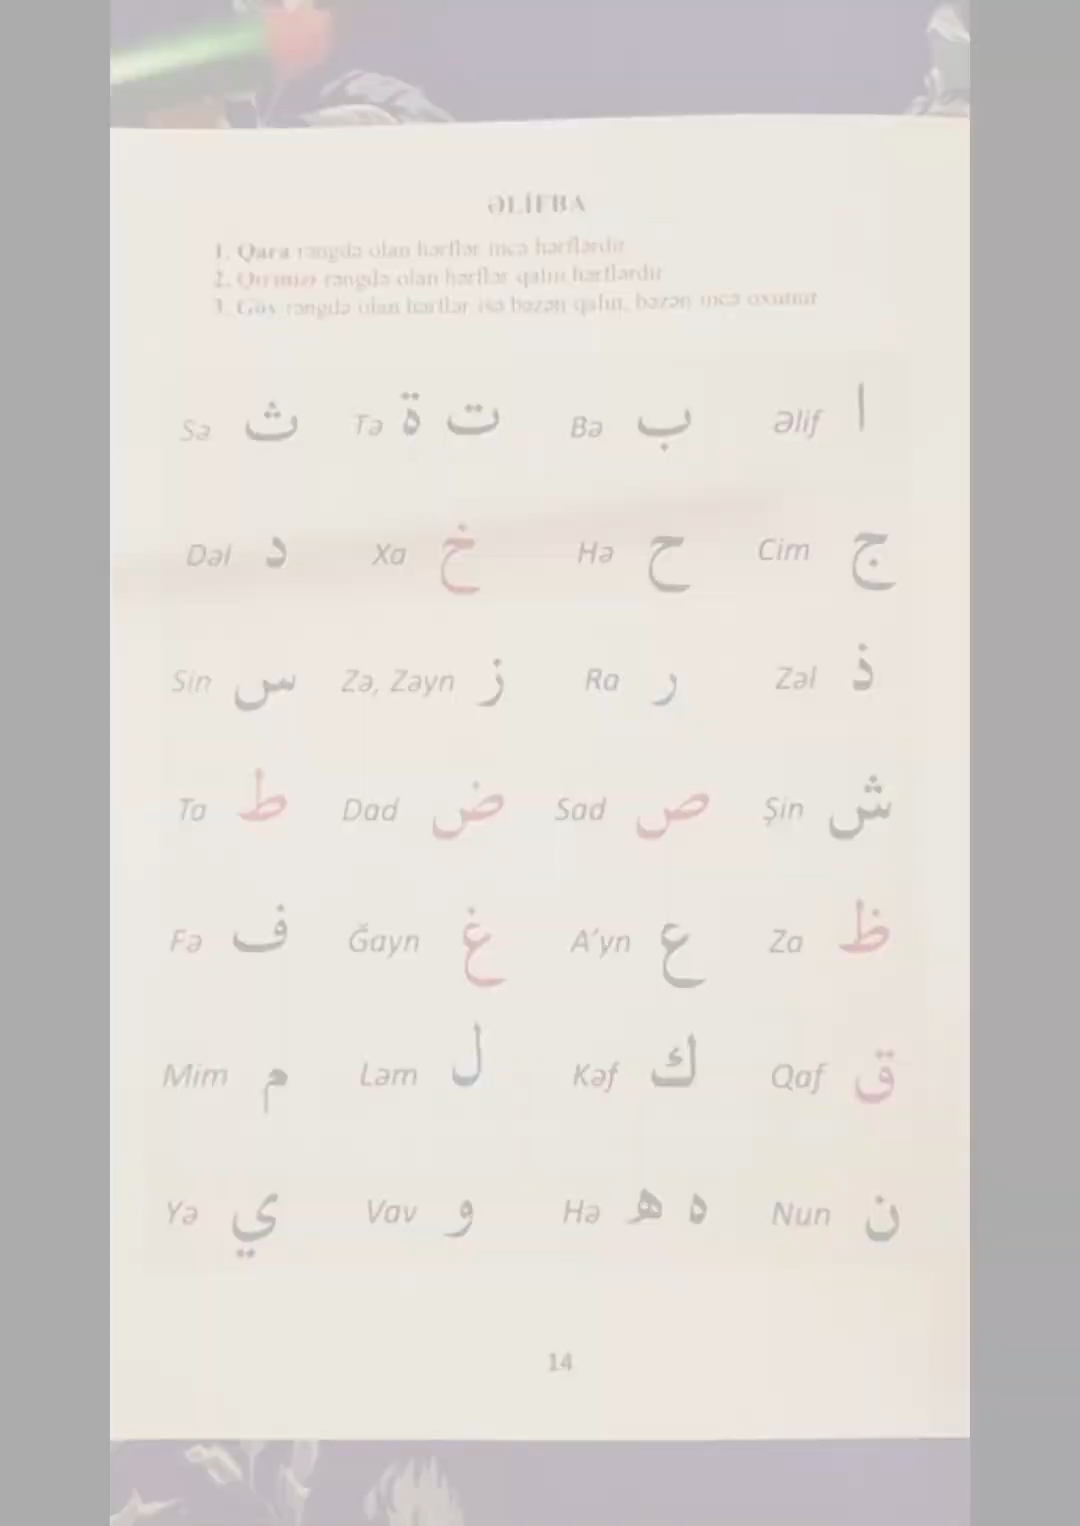 ƏLİFBA
1. Qara rəngdə olan hərflər incə hərflərdir
2. Qırmızı rəngdə olan hərflər qalın hərflərdir
3. Göy rəngdə olan hərflər isə bəzən qalın, bəzən incə oxunur
Sə ث Tə ة ت Bə ب Əlif ا
Dəl د Xa خ Hə ح Cim ج
Sin س Zə, Zəyn ز Ra ر Zəl ذ
Ta ط Dad ض Sad ص Şin ش
Fə ف Ğayn غ A'yn ع Za ظ
Mim م Ləm ل Kəf ك Qaf ق
Yə ي Vav و Hə ه ه Nun ن
14